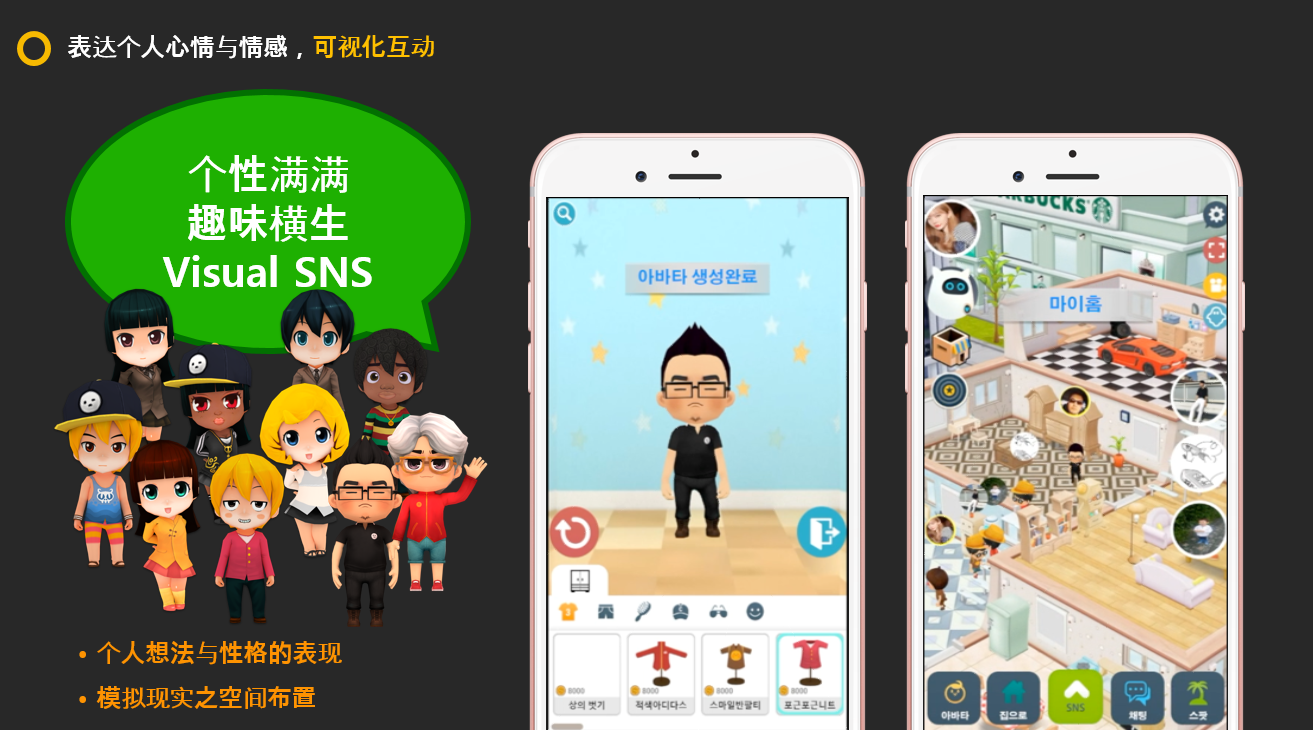 表达个人心情与情感，可视化互动
个性满满
趣味横生
Visual SNS
아바타 생성완료
3
8000
8000
8000
8000
상의 벗기
적색아디다스
스마일반팔티
포근포근니트
RBUCKS
마이홈
아바타
집으로
SNS
채팅
스팟
• 个人想法与性格的表现
• 模拟现实之空间布置